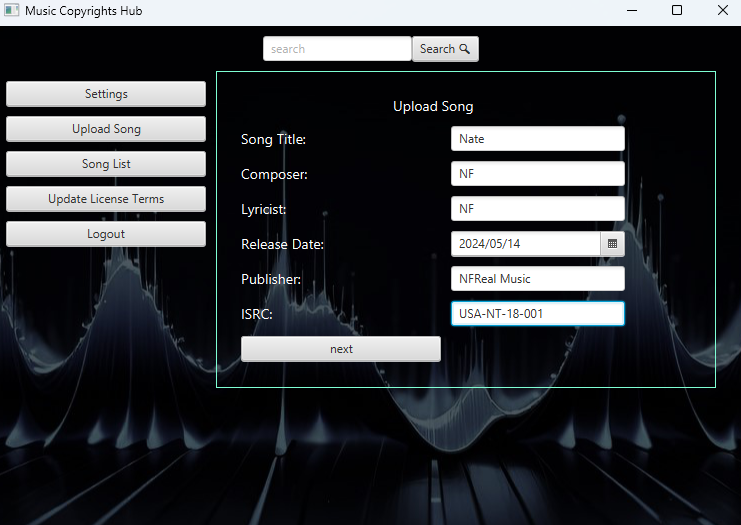 Music Copyrights Hub
search Search
Settings
Upload Song
Song List
Update License Terms
Logout
Upload Song
Song Title: Nate
Composer: NF
Lyricist: NF
Release Date: 2024/05/14
Publisher: NFReal Music
ISRC: USA-NT-18-001
next